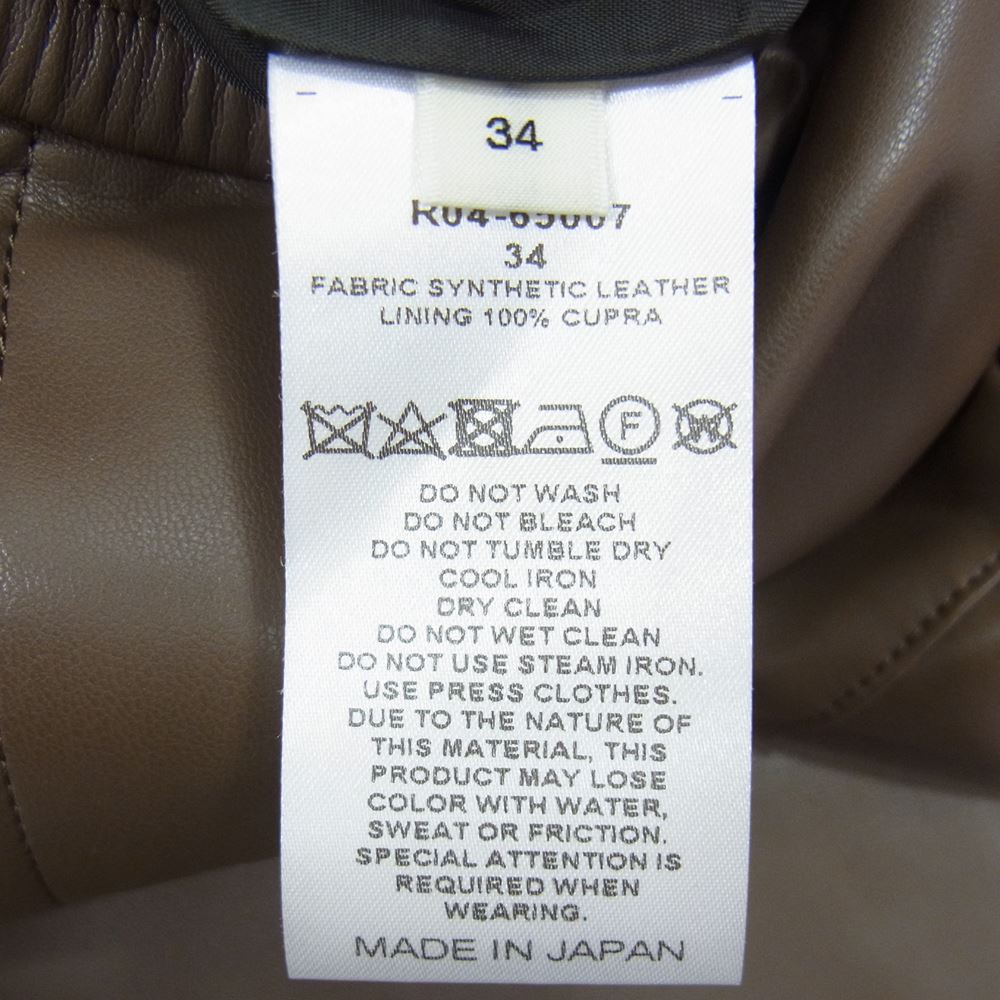 34
R04-65007
34
FABRIC SYNTHETIC LEATHER
LINING 100% CUPRA
F W
DO NOT WASH
DO NOT BLEACH
DO NOT TUMBLE DRY
COOL IRON
DRY CLEAN
DO NOT WET CLEAN
DO NOT USE STEAM IRON.
USE PRESS CLOTHES.
DUE TO THE NATURE OF
THIS MATERIAL, THIS
PRODUCT MAY LOSE
COLOR WITH WATER,
SWEAT OR FRICTION.
SPECIAL ATTENTION IS
REQUIRED WHEN
WEARING.
MADE IN JAPAN